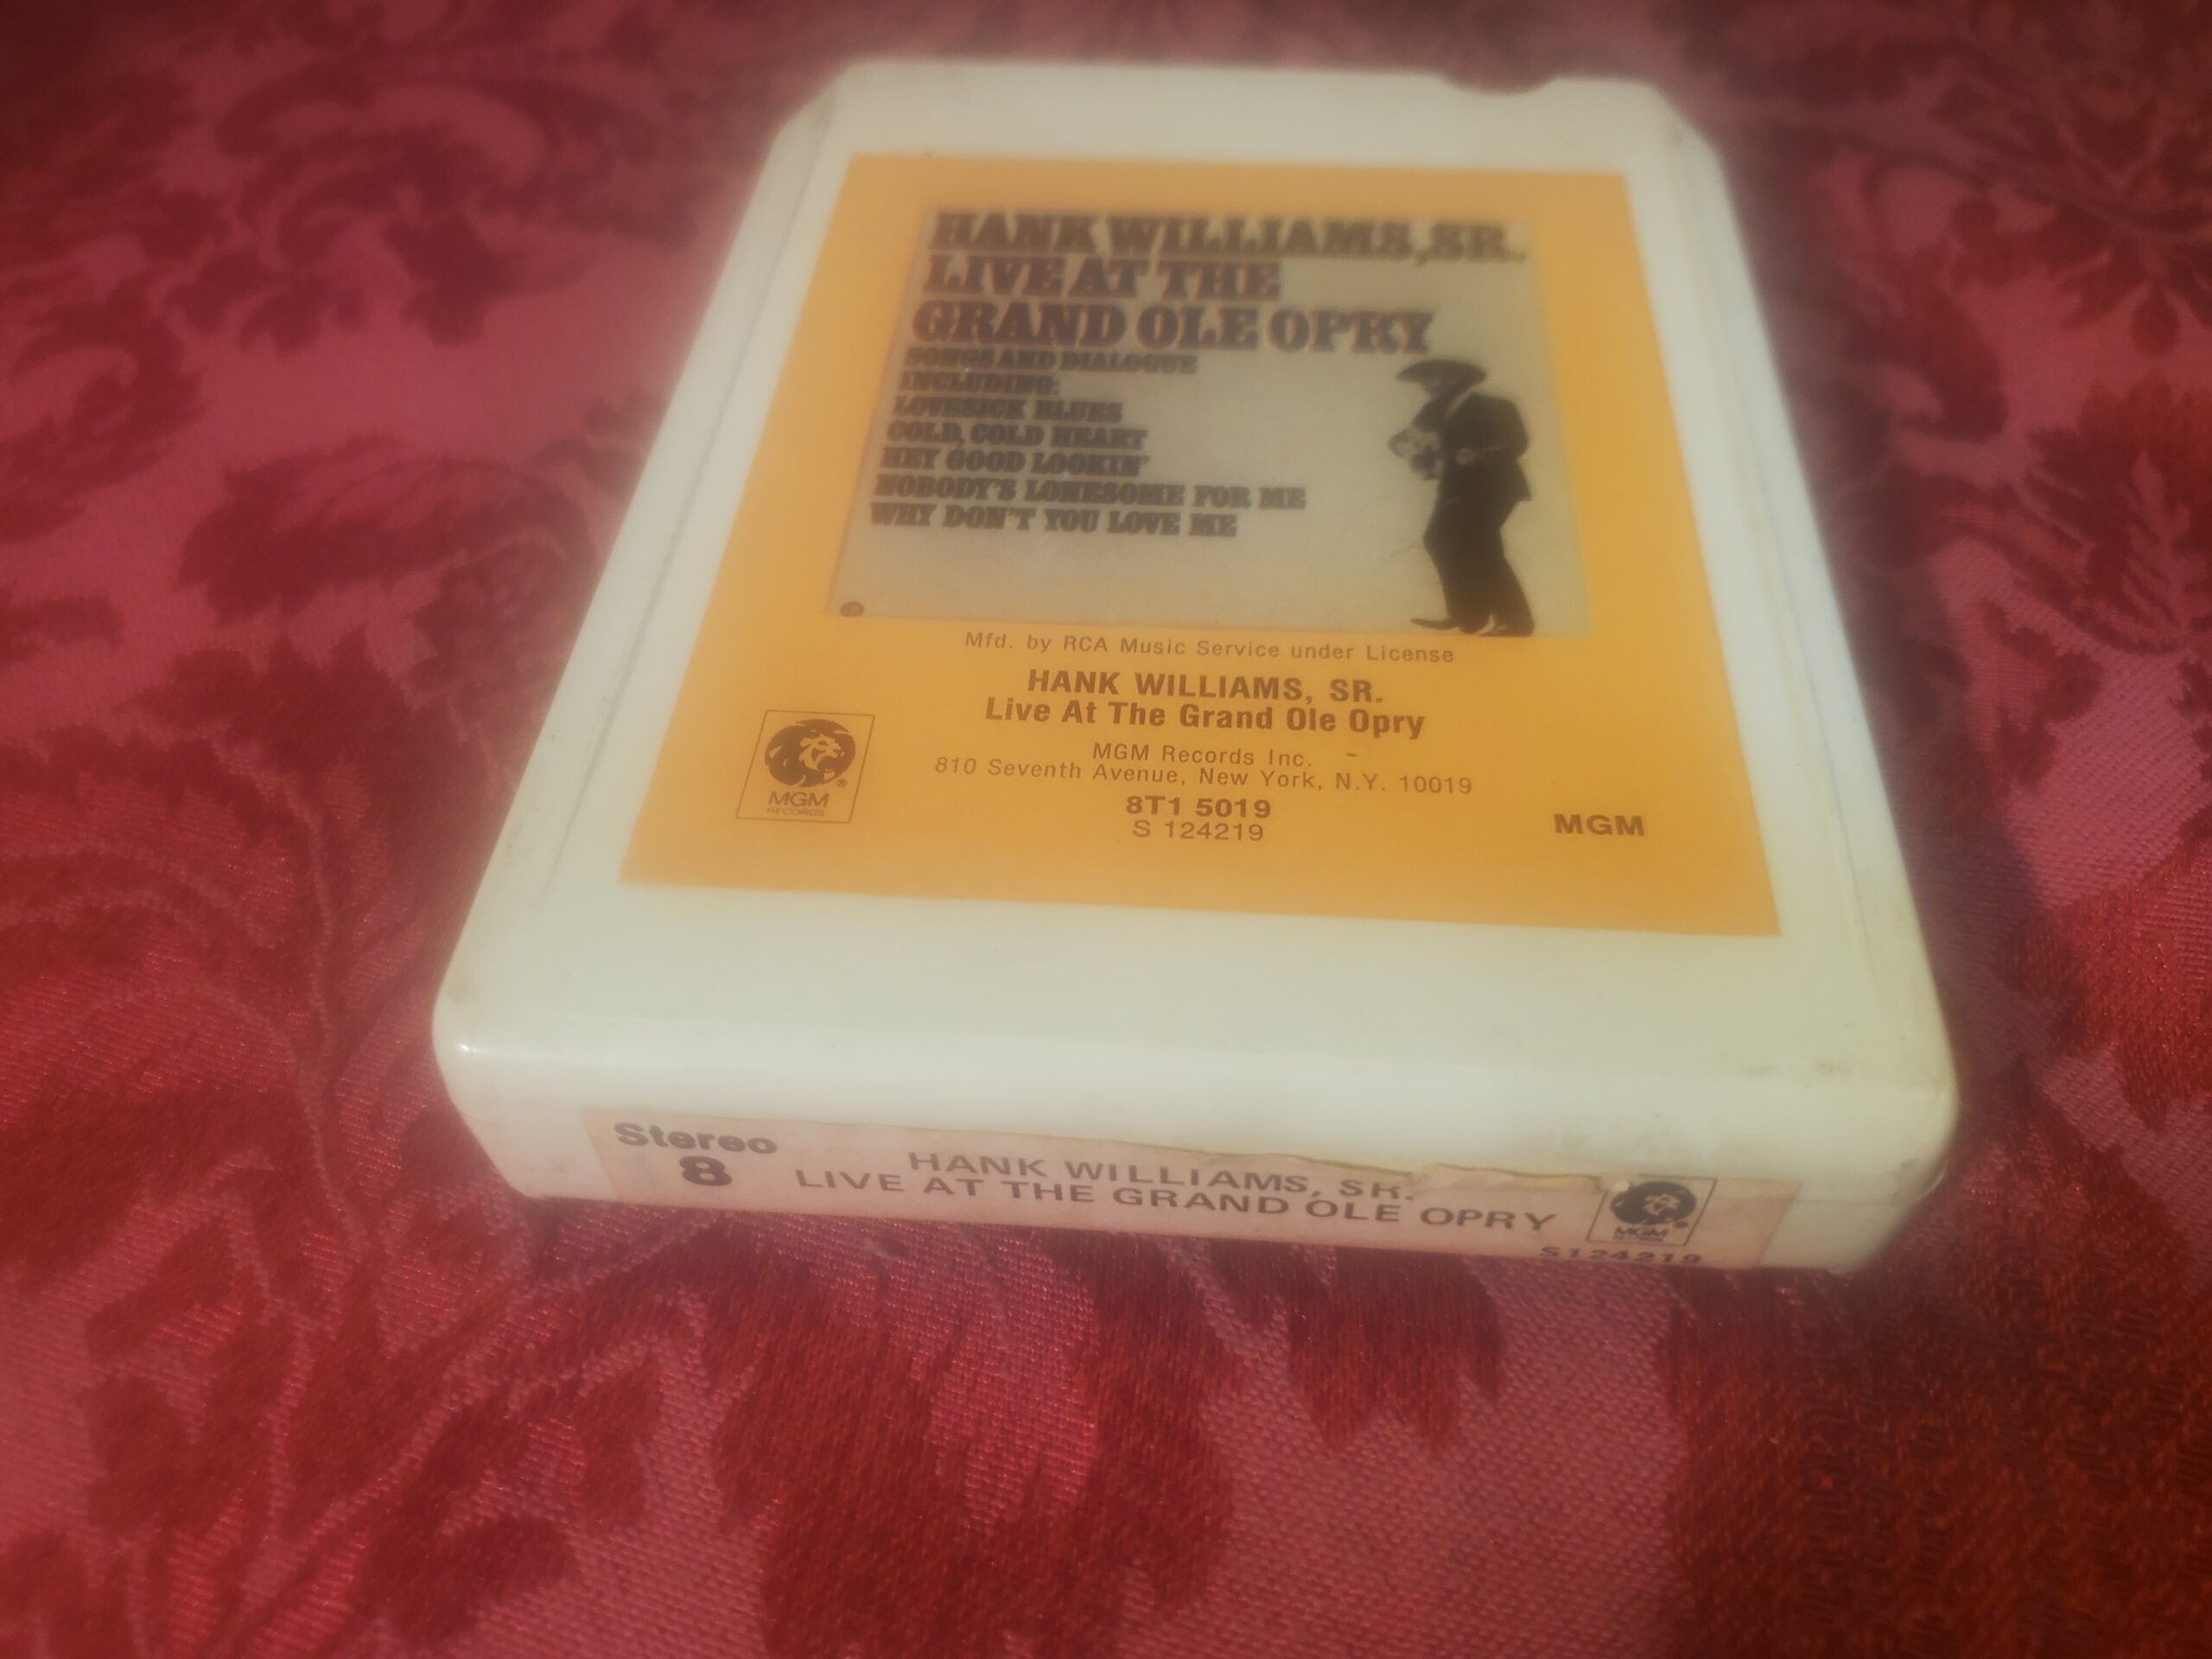 HANK WILLIAMS, SR.
LIVE AT THE
GRAND OLE OPRY
SONGS AND DIALOGUE
INCLUDING:
LOVESICK BLUES
COLD, COLD HEART
HEY GOOD LOOKIN'
NOBODY'S LONESOME FOR ME
WHY DON'T YOU LOVE ME
Mfd. by RCA Music Service under License
HANK WILLIAMS, SR.
Live At The Grand Ole Opry
MGM Records Inc.
810 Seventh Avenue, New York, N.Y. 10019
8T1 5019
S 124219
MGM
RECORDS
®
MGM
Stereo
8
HANK WILLIAMS, SR.
LIVE AT THE GRAND OLE OPRY
MGM
S124219